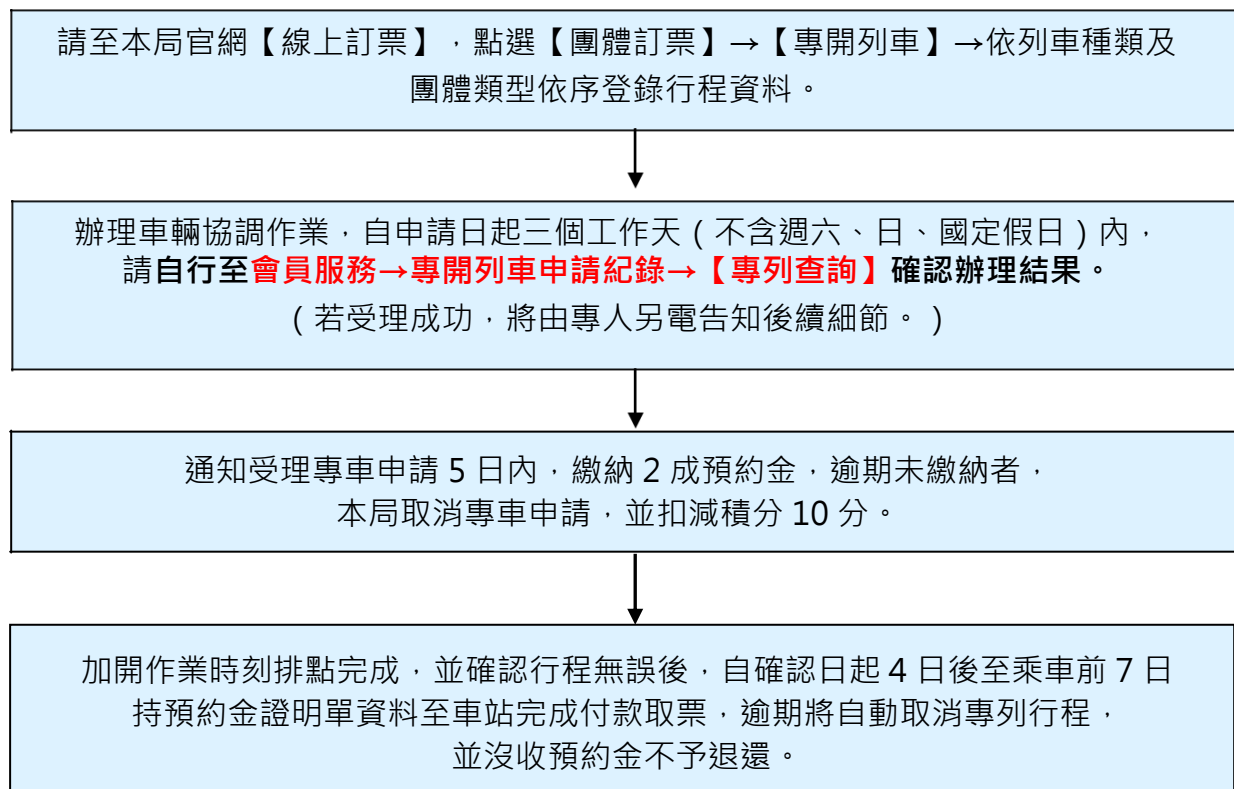 請至本局官網【線上訂票】，點選【團體訂票】→【專開列車】→依列車種類及
團體類型依序登錄行程資料。
辦理車輛協調作業，自申請日起三個工作天（不含週六、日、國定假日）內，
請自行至會員服務→專開列車申請紀錄→【專列查詢】確認辦理結果。
（若受理成功，將由專人另電告知後續細節。）
通知受理專車申請 5 日內，繳納 2 成預約金，逾期未繳納者，
本局取消專車申請，並扣減積分 10 分。
加開作業時刻排點完成，並確認行程無誤後，自確認日起 4 日後至乘車前 7 日
持預約金證明單資料至車站完成付款取票，逾期將自動取消專列行程，
並沒收預約金不予退還。